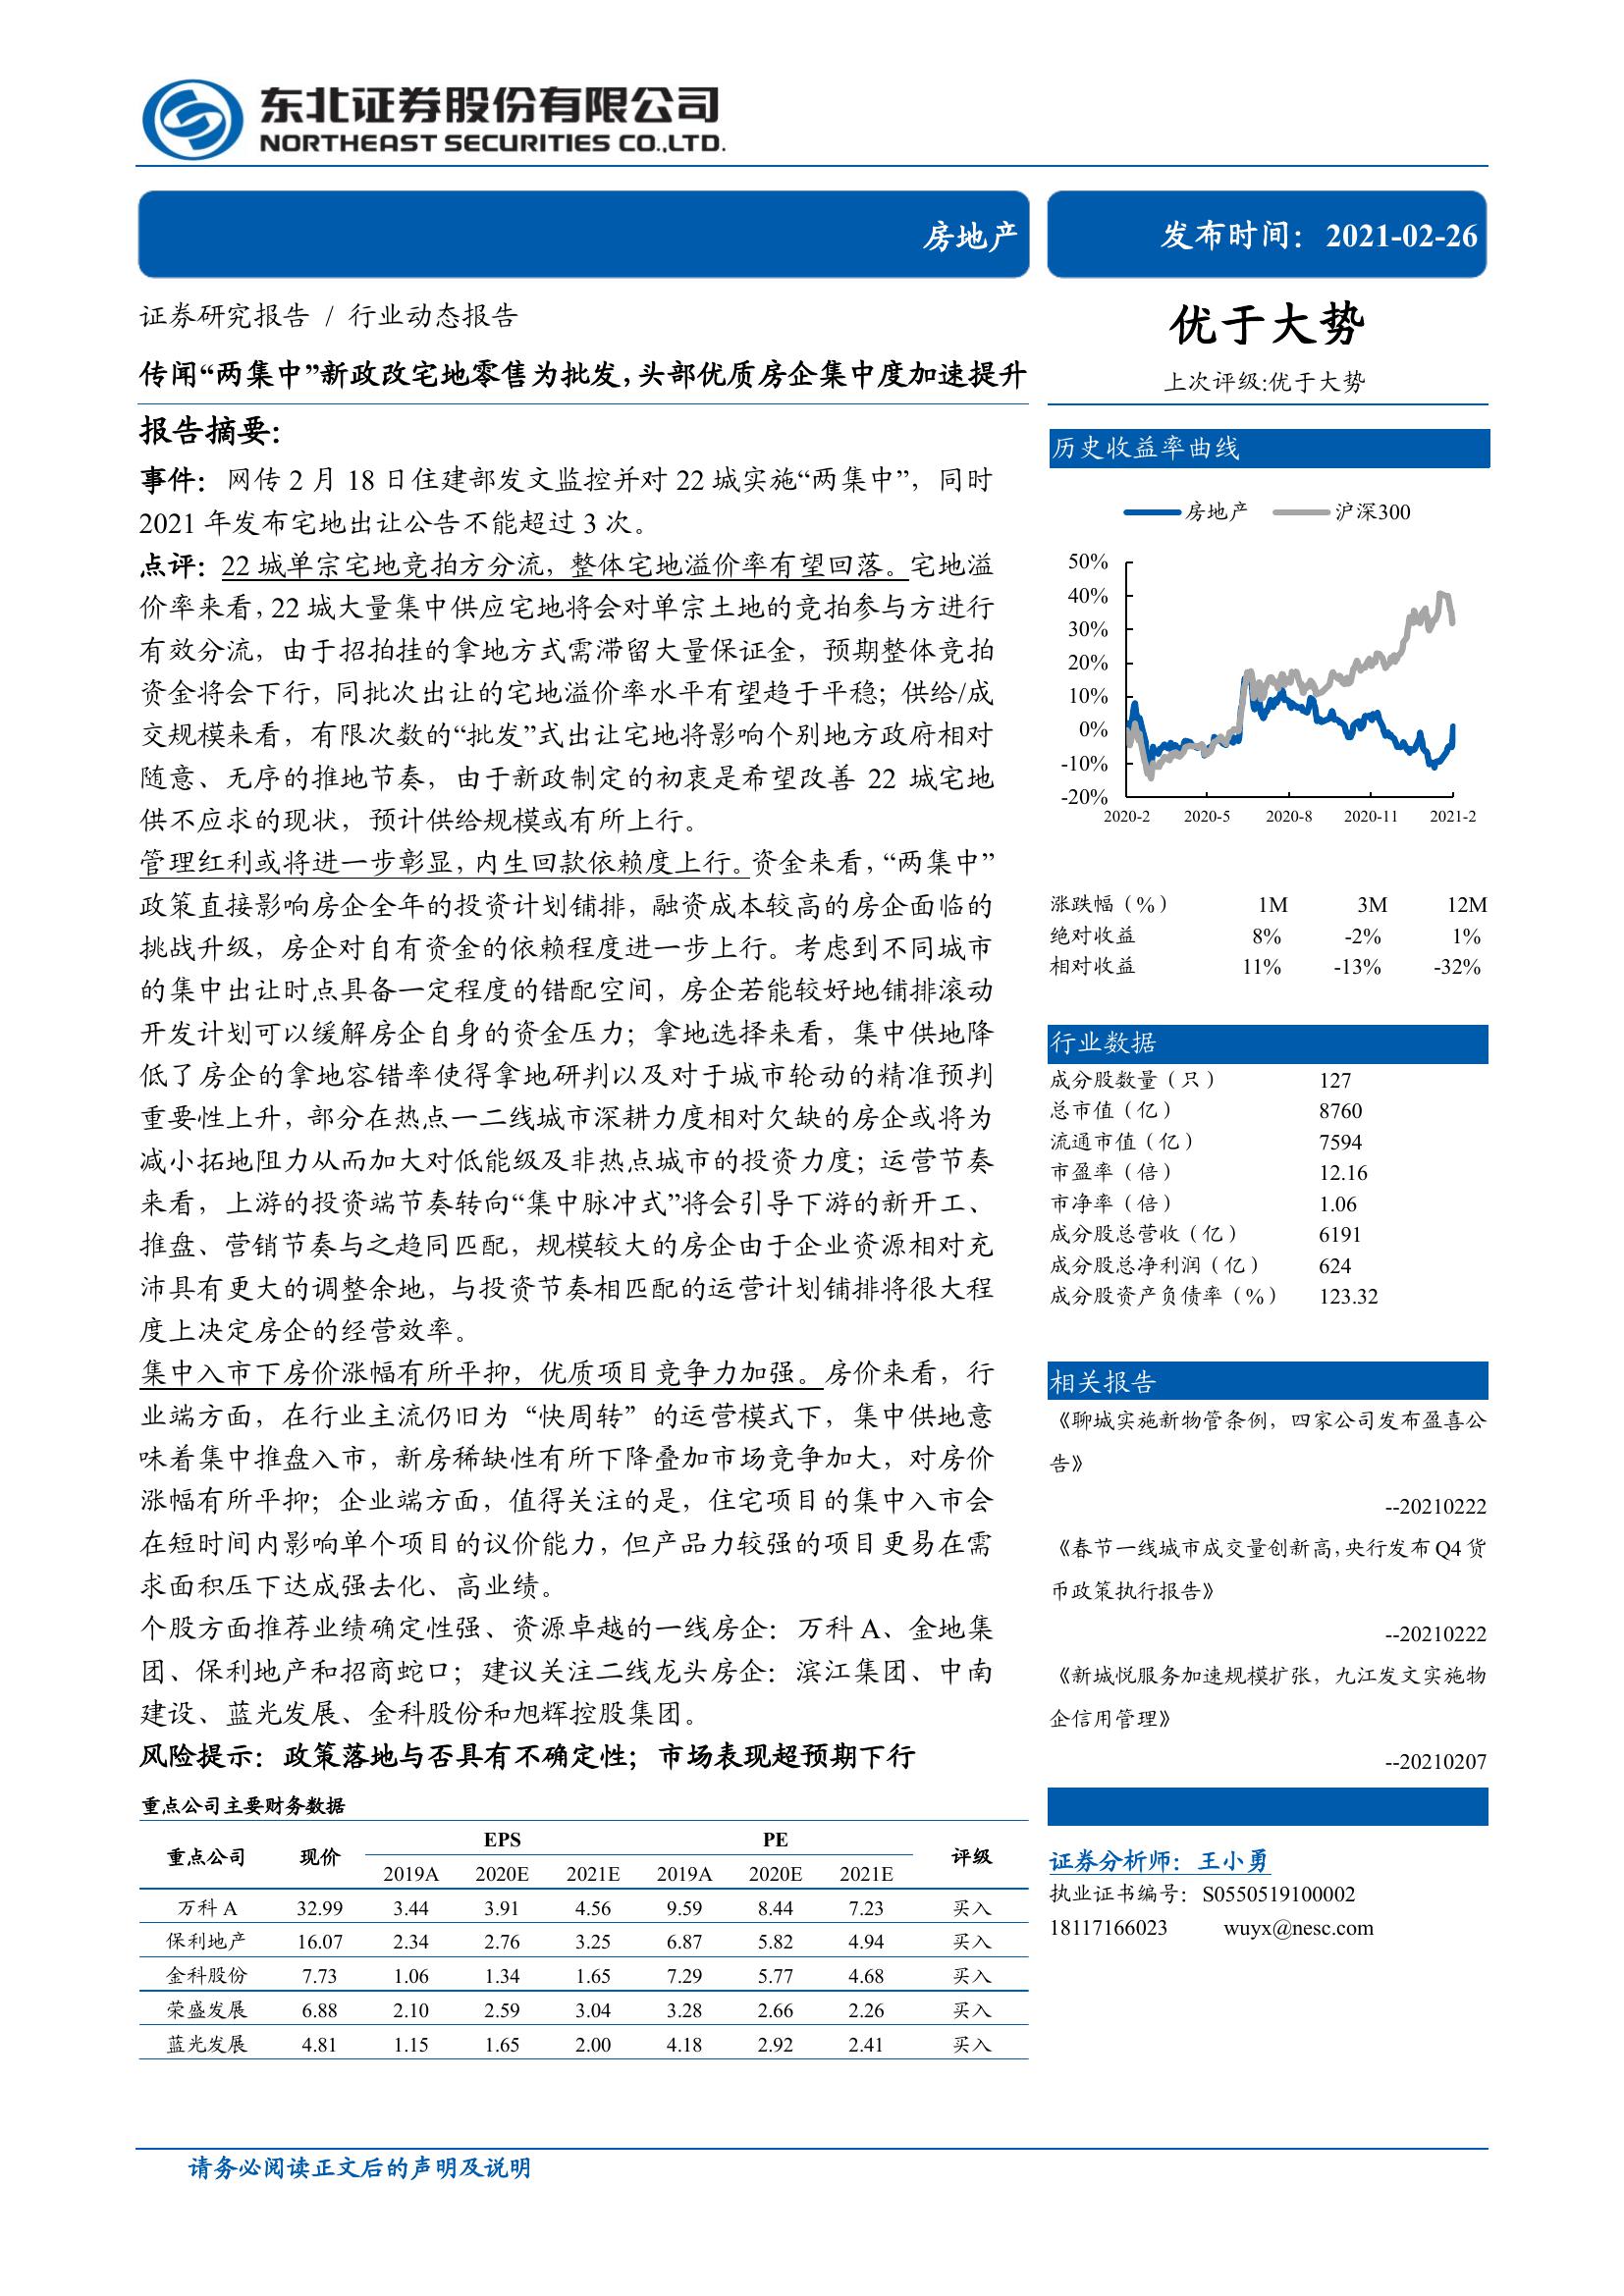 东北证券股份有限公司
NORTHEAST SECURITIES CO.,LTD.
房地产
发布时间：2021-02-26
证券研究报告 / 行业动态报告
传闻“两集中”新政改宅地零售为批发，头部优质房企集中度加速提升
报告摘要：
事件：网传 2 月 18 日住建部发文监控并对 22 城实施“两集中”，同时
2021 年发布宅地出让公告不能超过 3 次。
点评：22 城单宗宅地竞拍方分流，整体宅地溢价率有望回落。宅地溢
价率来看，22 城大量集中供应宅地将会对单宗土地的竞拍参与方进行
有效分流，由于招拍挂的拿地方式需滞留大量保证金，预期整体竞拍
资金将会下行，同批次出让的宅地溢价率水平有望趋于平稳；供给/成
交规模来看，有限次数的“批发”式出让宅地将影响个别地方政府相对
随意、无序的推地节奏，由于新政制定的初衷是希望改善 22 城宅地
供不应求的现状，预计供给规模或有所上行。
管理红利或将进一步彰显，内生回款依赖度上行。资金来看，“两集中”
政策直接影响房企全年的投资计划铺排，融资成本较高的房企面临的
挑战升级，房企对自有资金的依赖程度进一步上行。考虑到不同城市
的集中出让时点具备一定程度的错配空间，房企若能较好地铺排滚动
开发计划可以缓解房企自身的资金压力；拿地选择来看，集中供地降
低了房企的拿地容错率使得拿地研判以及对于城市轮动的精准预判
重要性上升，部分在热点一二线城市深耕力度相对欠缺的房企或将为
减小拓地阻力从而加大对低能级及非热点城市的投资力度；运营节奏
来看，上游的投资端节奏转向“集中脉冲式”将会引导下游的新开工、
推盘、营销节奏与之趋同匹配，规模较大的房企由于企业资源相对充
沛具有更大的调整余地，与投资节奏相匹配的运营计划铺排将很大程
度上决定房企的经营效率。
集中入市下房价涨幅有所平抑，优质项目竞争力加强。房价来看，行
业端方面，在行业主流仍旧为“快周转”的运营模式下，集中供地意
味着集中推盘入市，新房稀缺性有所下降叠加市场竞争加大，对房价
涨幅有所平抑；企业端方面，值得关注的是，住宅项目的集中入市会
在短时间内影响单个项目的议价能力，但产品力较强的项目更易在需
求面积压下达成强去化、高业绩。
个股方面推荐业绩确定性强、资源卓越的一线房企：万科 A、金地集
团、保利地产和招商蛇口；建议关注二线龙头房企：滨江集团、中南
建设、蓝光发展、金科股份和旭辉控股集团。
风险提示：政策落地与否具有不确定性；市场表现超预期下行
重点公司主要财务数据
重点公司 现价 EPS PE 评级
2019A 2020E 2021E 2019A 2020E 2021E
万科 A 32.99 3.44 3.91 4.56 9.59 8.44 7.23 买入
保利地产 16.07 2.34 2.76 3.25 6.87 5.82 4.94 买入
金科股份 7.73 1.06 1.34 1.65 7.29 5.77 4.68 买入
荣盛发展 6.88 2.10 2.59 3.04 3.28 2.66 2.26 买入
蓝光发展 4.81 1.15 1.65 2.00 4.18 2.92 2.41 买入
优于大势
上次评级:优于大势
历史收益率曲线
房地产 沪深300
50%
40%
30%
20%
10%
0%
-10%
-20%
2020-2 2020-5 2020-8 2020-11 2021-2
涨跌幅（%） 1M 3M 12M
绝对收益 8% -2% 1%
相对收益 11% -13% -32%
行业数据
成分股数量（只） 127
总市值（亿） 8760
流通市值（亿） 7594
市盈率（倍） 12.16
市净率（倍） 1.06
成分股总营收（亿） 6191
成分股总净利润（亿） 624
成分股资产负债率（%） 123.32
相关报告
《聊城实施新物管条例，四家公司发布盈喜公
告》
--20210222
《春节一线城市成交量创新高，央行发布 Q4 货
币政策执行报告》
--20210222
《新城悦服务加速规模扩张，九江发文实施物
企信用管理》
--20210207
证券分析师：王小勇
执业证书编号：S0550519100002
18117166023 wuyx@nesc.com
请务必阅读正文后的声明及说明